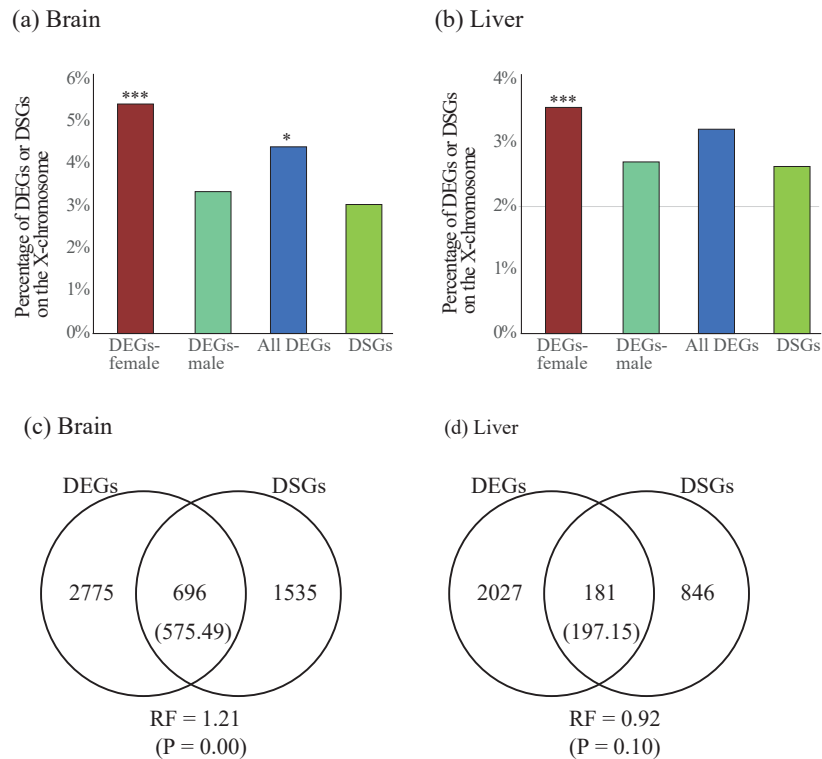 (a) Brain
Percentage of DEGs or DSGs
on the X-chromosome
6%
5%
4%
3%
2%
1%
0%
***
*
DEGs-
female
DEGs-
male
All DEGs
DSGs
(b) Liver
Percentage of DEGs or DSGs
on the X-chromosome
4%
3%
2%
1%
0%
***
DEGs-
female
DEGs-
male
All DEGs
DSGs
(c) Brain
DEGs
DSGs
2775
696
1535
(575.49)
RF = 1.21
(P = 0.00)
(d) Liver
DEGs
DSGs
2027
181
846
(197.15)
RF = 0.92
(P = 0.10)